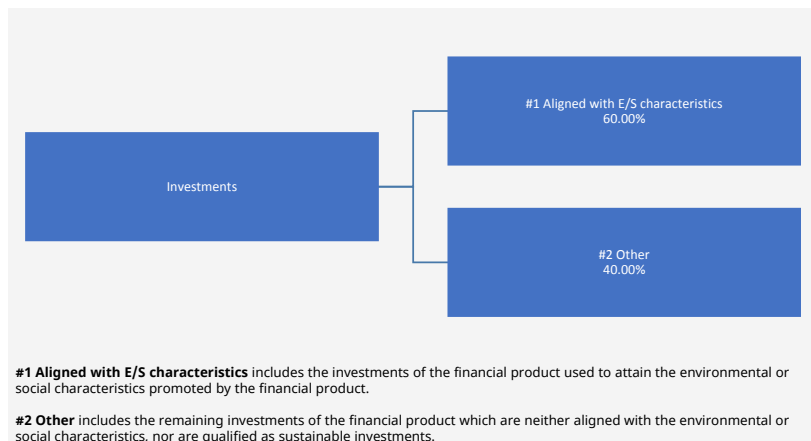 #1 Aligned with E/S characteristics
60.00%
Investments
#2 Other
40.00%
#1 Aligned with E/S characteristics includes the investments of the financial product used to attain the environmental or
social characteristics promoted by the financial product.
#2 Other includes the remaining investments of the financial product which are neither aligned with the environmental or
social characteristics, nor are qualified as sustainable investments.